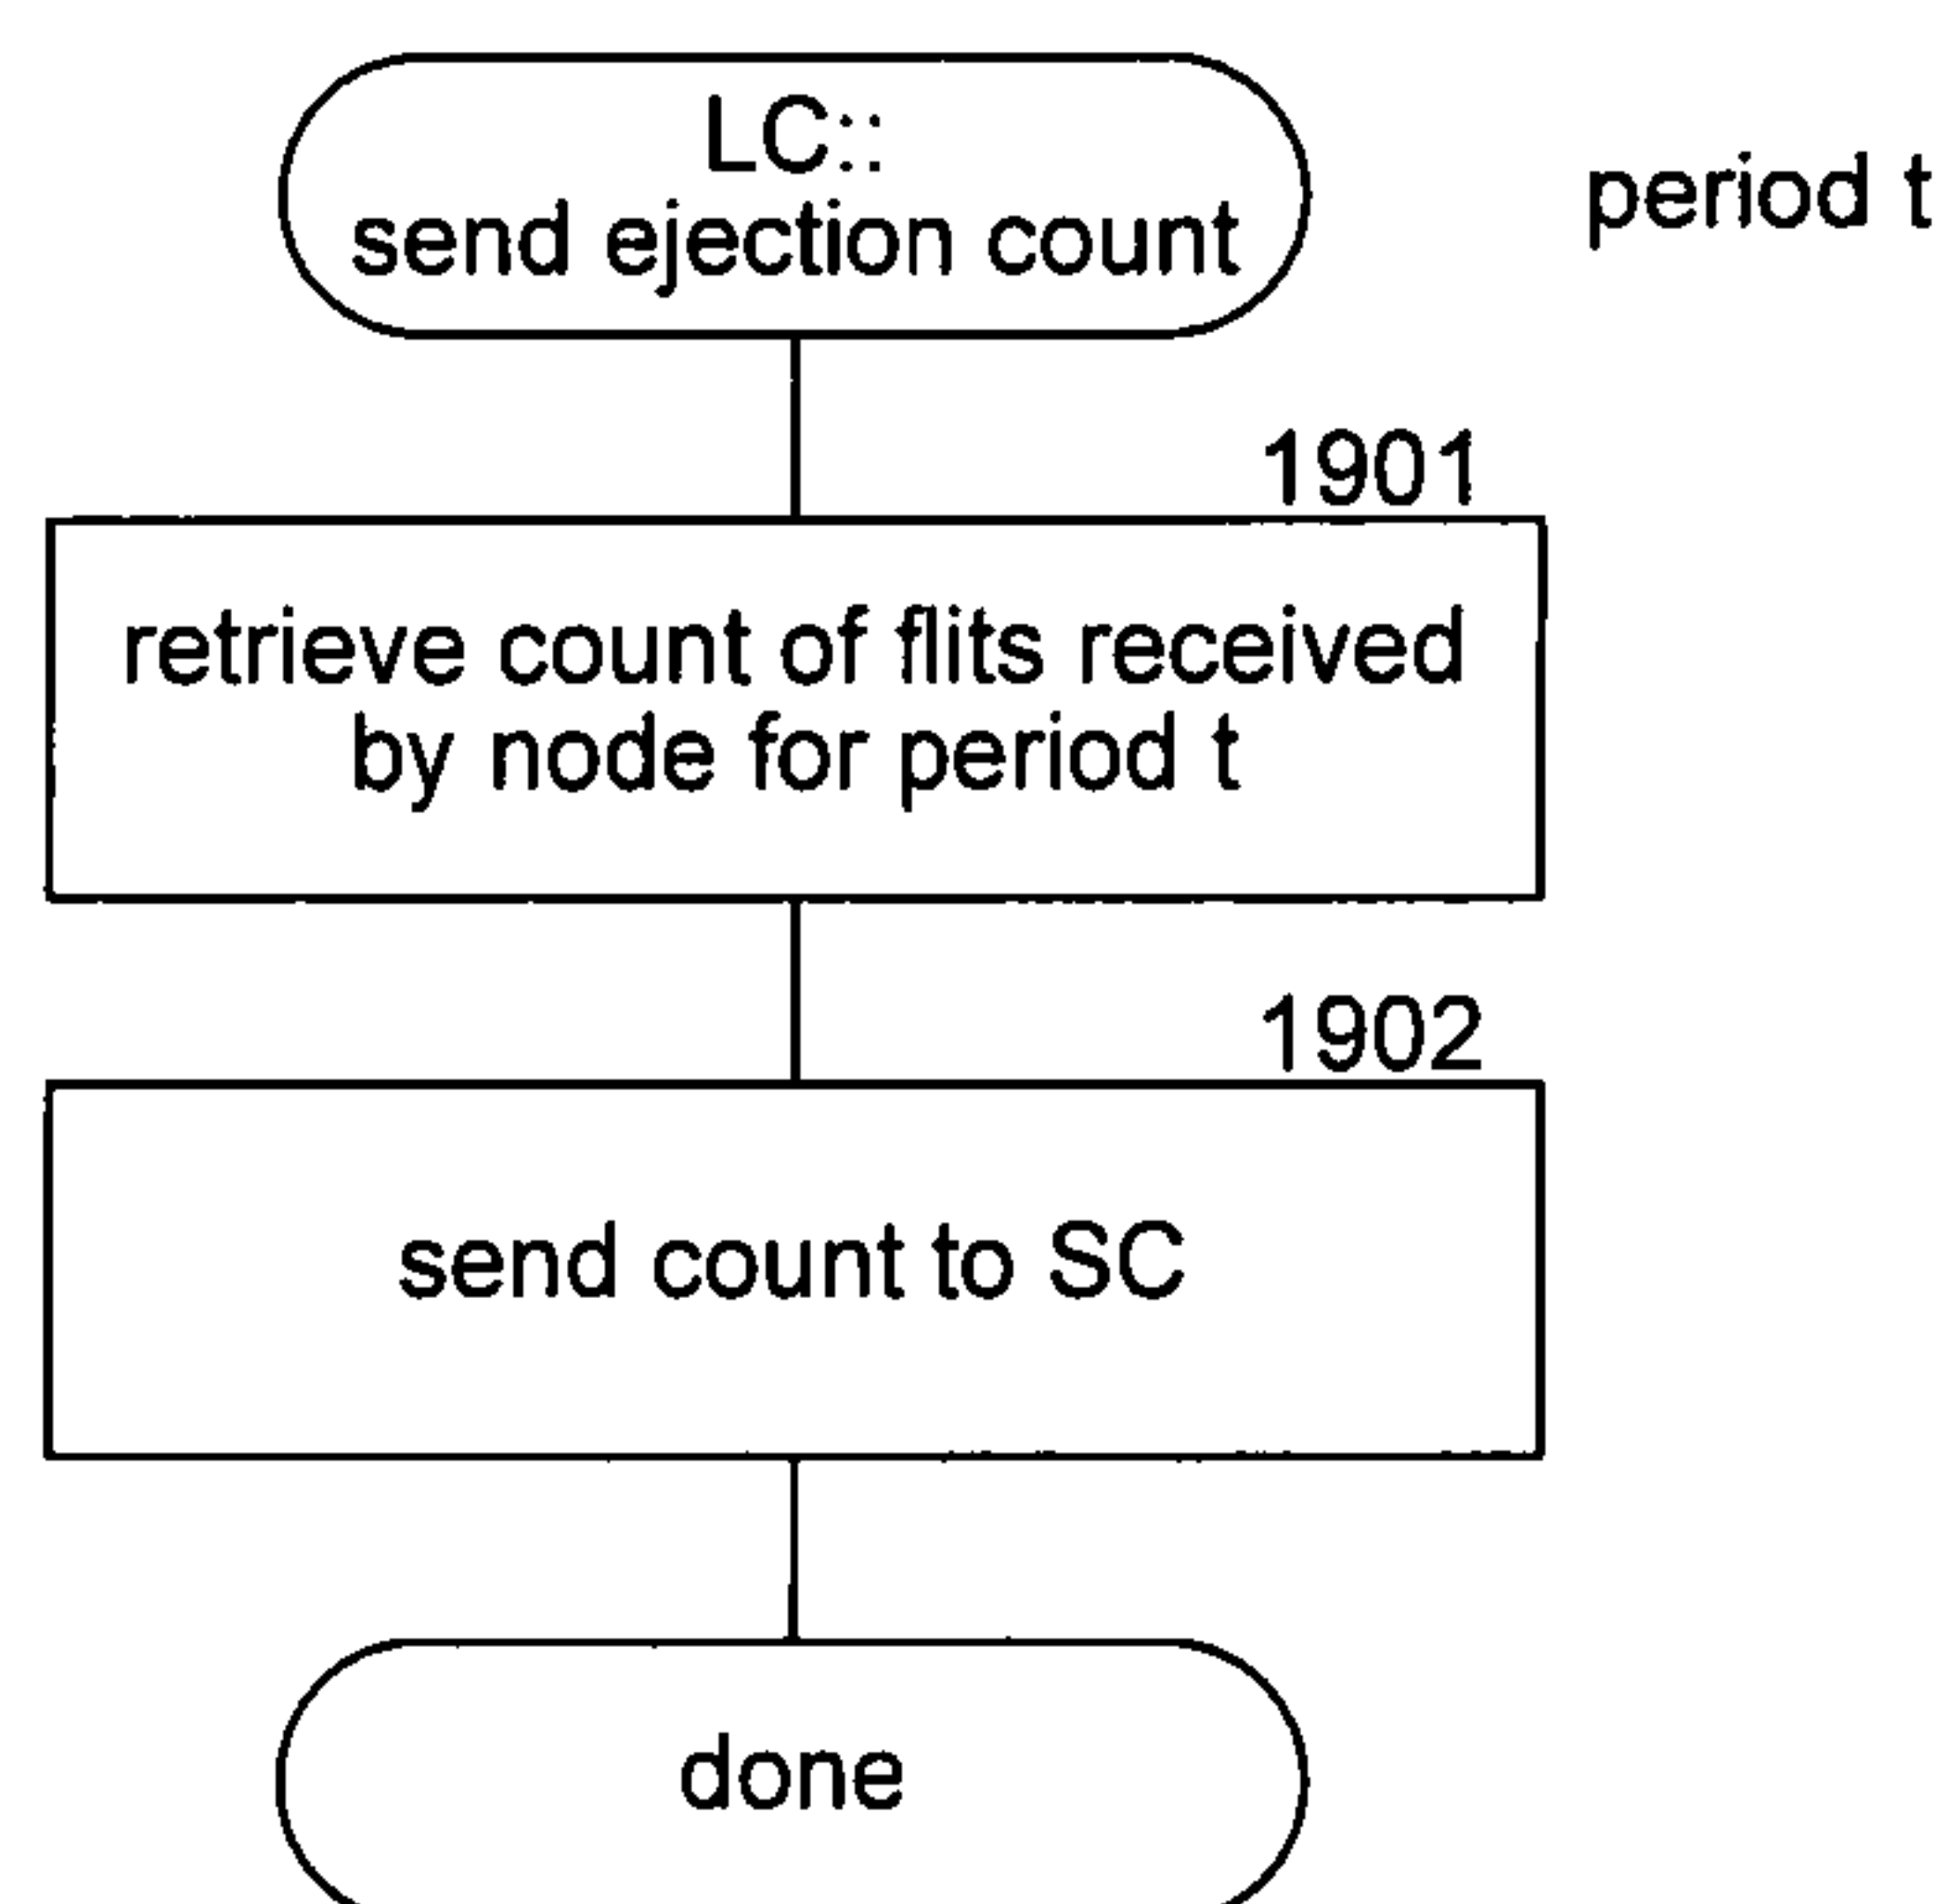 LC::
send ejection count
period t
1901
retrieve count of flits received
by node for period t
1902
send count to SC
done